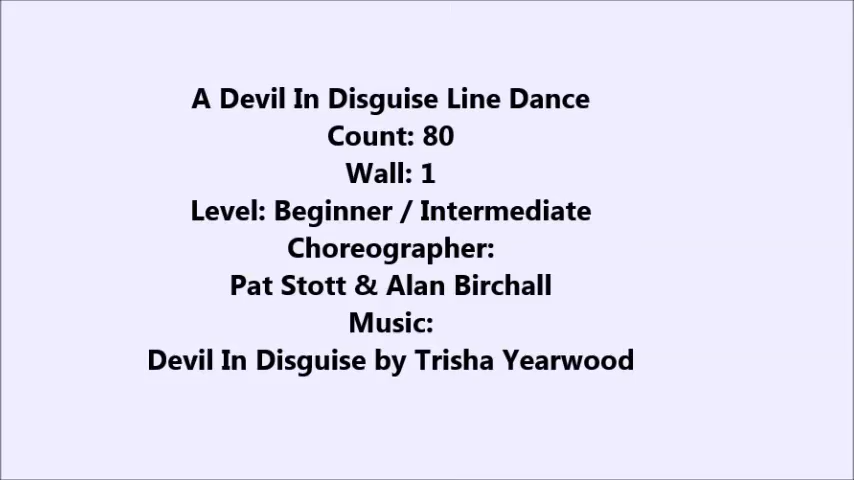 A Devil In Disguise Line Dance
Count: 80
Wall: 1
Level: Beginner / Intermediate
Choreographer:
Pat Stott & Alan Birchall
Music:
Devil In Disguise by Trisha Yearwood